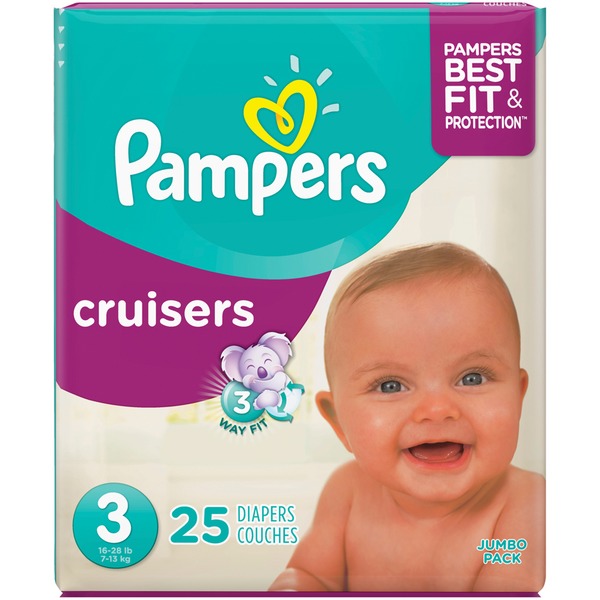 COUCHES
PAMPERS
BEST
FIT &
PROTECTION™
Pampers
cruisers
3
WAY FIT
3
16-28 lb
7-13 kg
25 DIAPERS
COUCHES
JUMBO
PACK